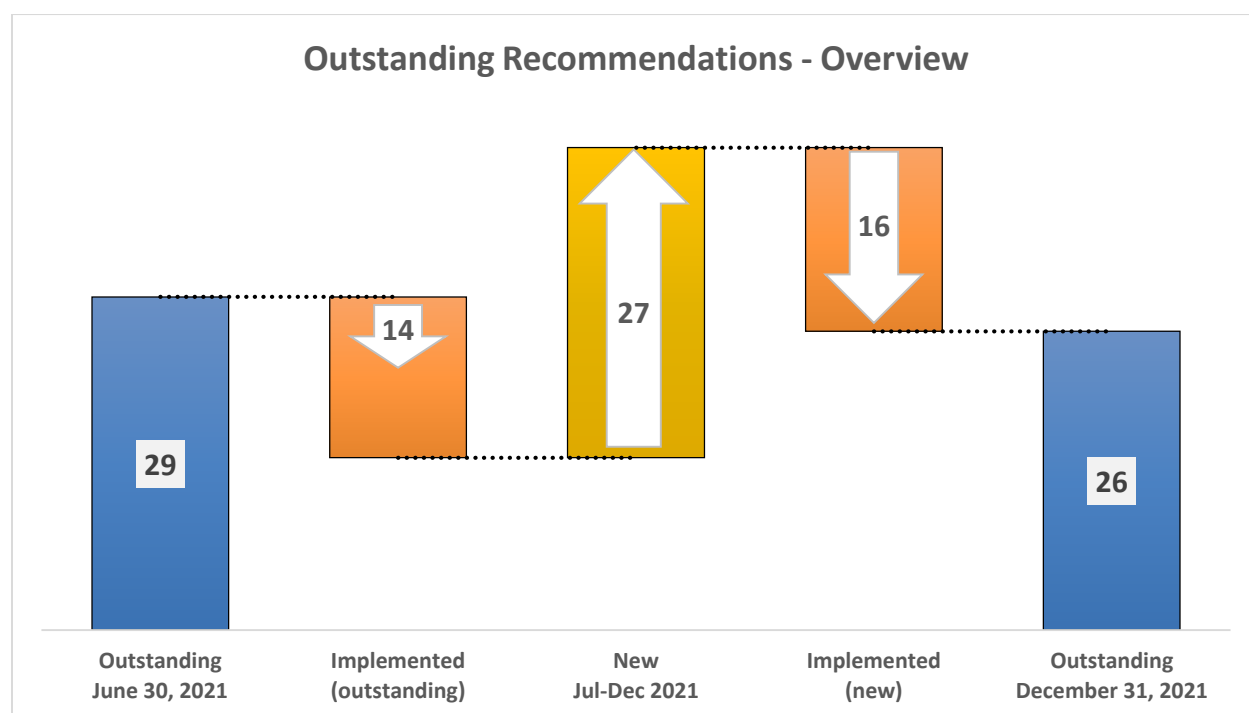 Outstanding Recommendations - Overview
29
14
27
16
26
Outstanding
June 30, 2021
Implemented
(outstanding)
New
Jul-Dec 2021
Implemented
(new)
Outstanding
December 31, 2021